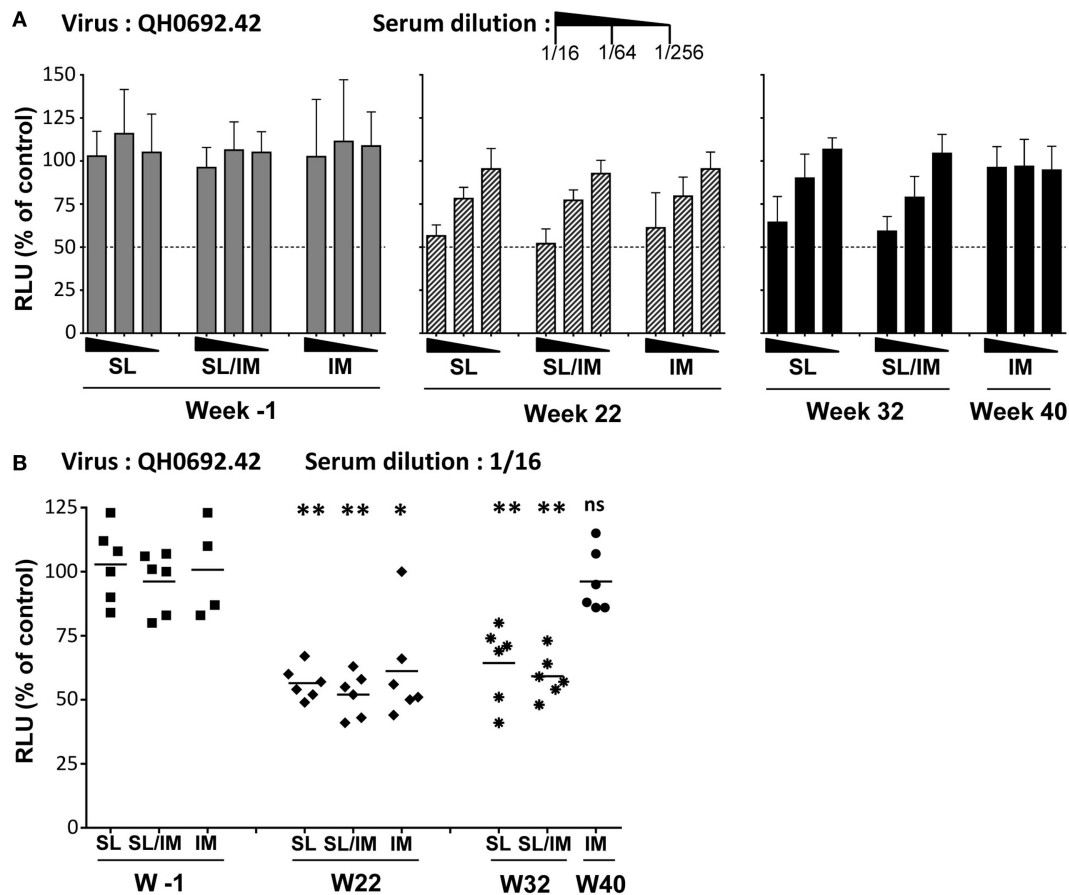 A Virus : QH0692.42 Serum dilution :
1/16 1/64 1/256
RLU (% of control)
150
125
100
75
50
25
0
SL SL/IM IM SL SL/IM IM SL SL/IM IM
Week -1 Week 22 Week 32 Week 40
B Virus : QH0692.42 Serum dilution : 1/16
RLU (% of control)
125
100
75
50
25
0
** ** * ** ** ns
SL SL/IM IM SL SL/IM IM SL SL/IM IM
W -1 W22 W32 W40